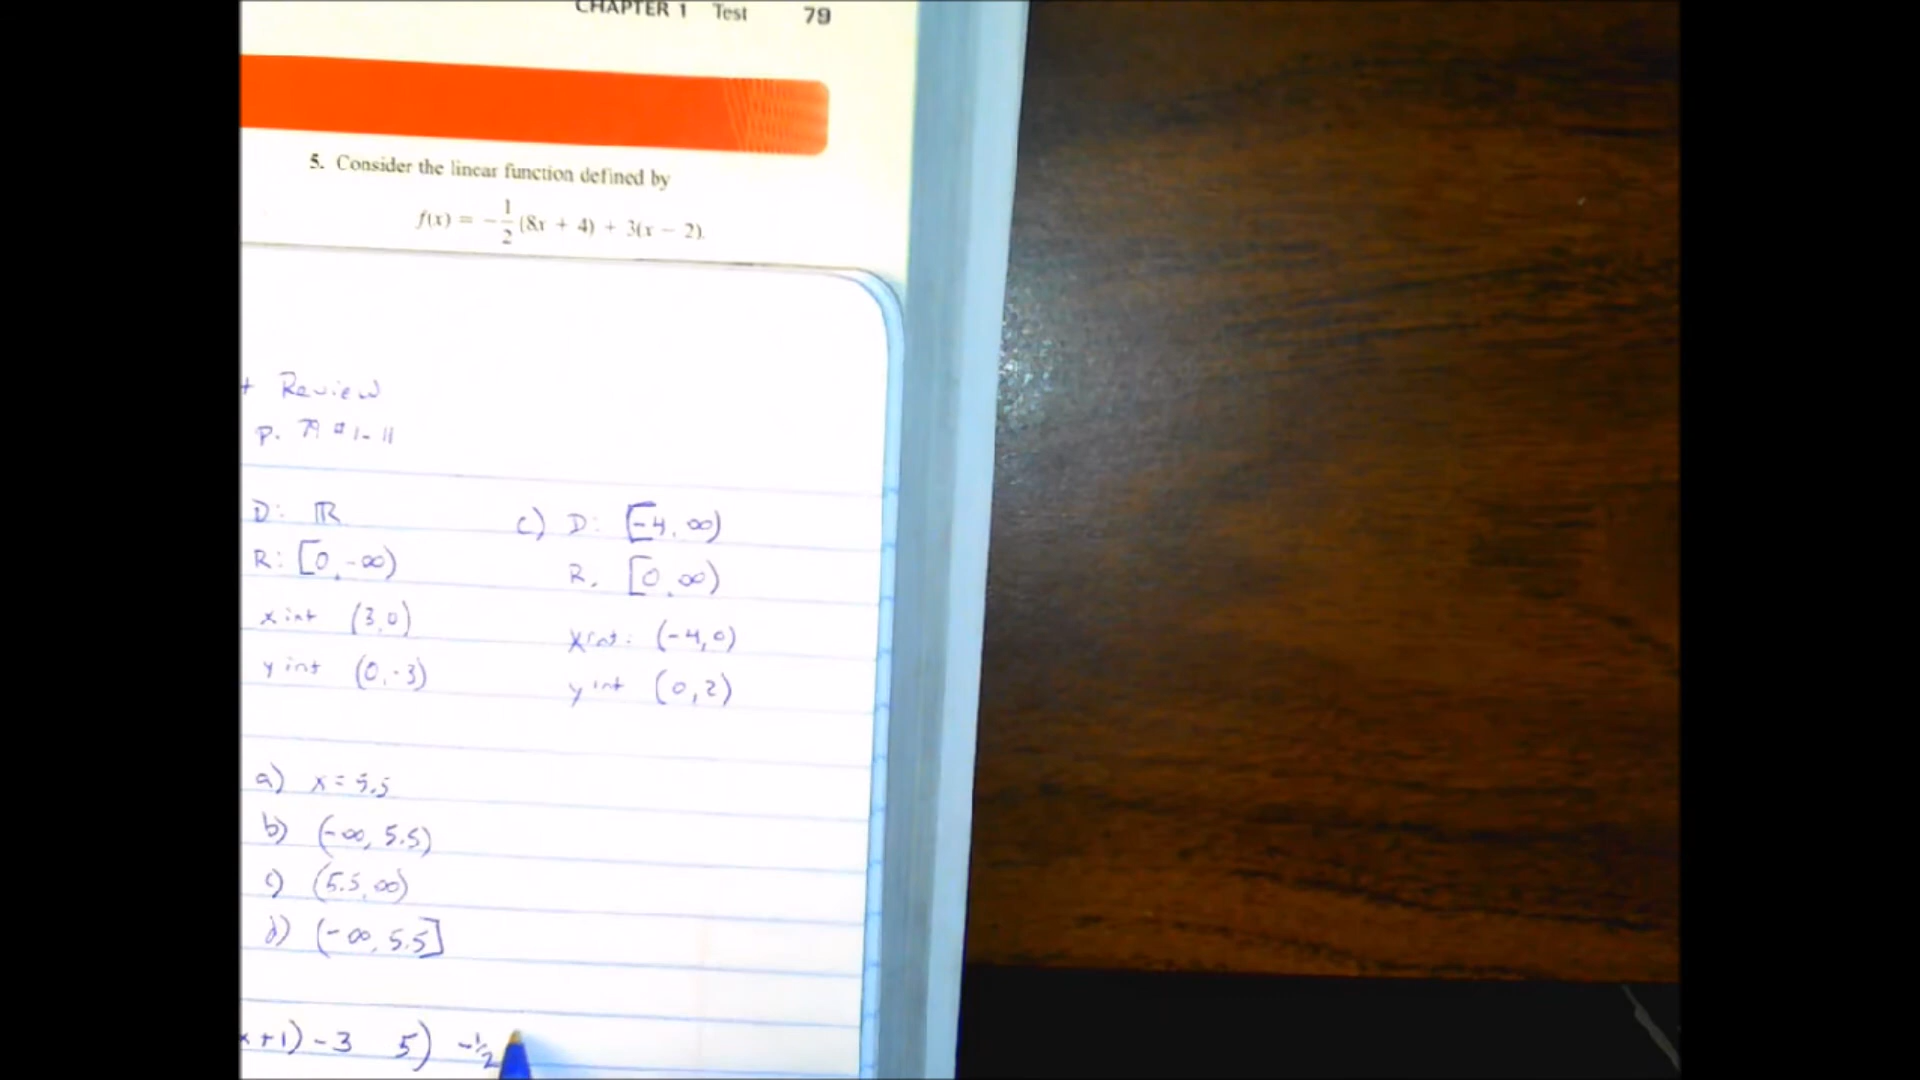 CHAPTER 1 Test 79
5. Consider the linear function defined by
f(x) = -1/2 (8x + 4) + 3(x - 2).
Review
p. 79 #1-11
D: ℝ
R: [0, -∞)
x int (3,0)
y int (0,-3)
c) D: [-4, ∞)
R. [0, ∞)
x int: (-4,0)
y int (0,2)
a) x = 5.5
b) (-∞, 5.5)
c) (5.5, ∞)
d) (-∞, 5.5]
x+1) - 3 5) -1/2